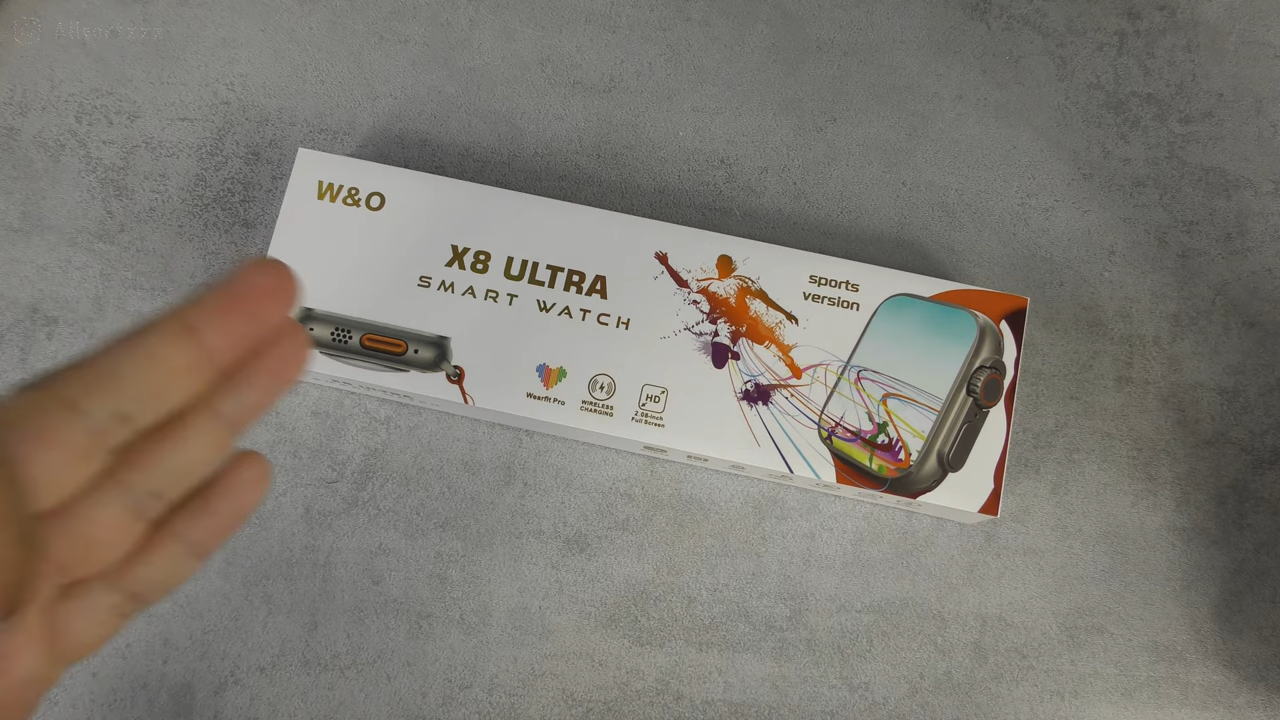 W&O
X8 ULTRA
SMART WATCH
sports
version
Wearfit Pro
WIRELESS
CHARGING
HD
2.08-inch
Full Screen